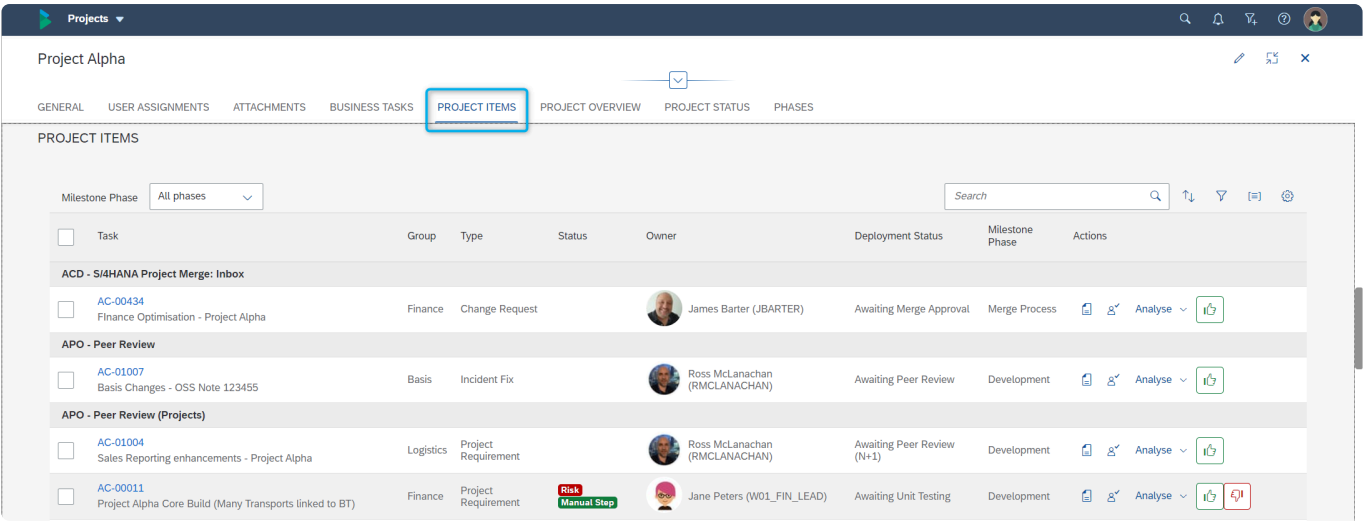 Projects
Project Alpha
GENERAL USER ASSIGNMENTS ATTACHMENTS BUSINESS TASKS PROJECT ITEMS PROJECT OVERVIEW PROJECT STATUS PHASES
PROJECT ITEMS
Milestone Phase All phases Search
Task Group Type Status Owner Deployment Status Milestone Phase Actions
ACD - S/4HANA Project Merge: Inbox
AC-00434
FInance Optimisation - Project Alpha
Finance Change Request James Barter (JBARTER) Awaiting Merge Approval Merge Process Analyse
APO - Peer Review
AC-01007
Basis Changes - OSS Note 123455
Basis Incident Fix
Ross McLanachan
(RMCLANACHAN)
Awaiting Peer Review Development Analyse
APO - Peer Review (Projects)
AC-01004
Sales Reporting enhancements - Project Alpha
Logistics
Project
Requirement
Ross McLanachan
(RMCLANACHAN)
Awaiting Peer Review
(N+1)
Development Analyse
AC-00011
Project Alpha Core Build (Many Transports linked to BT)
Finance
Project
Requirement
Risk
Manual Step
Jane Peters (W01_FIN_LEAD) Awaiting Unit Testing Development Analyse